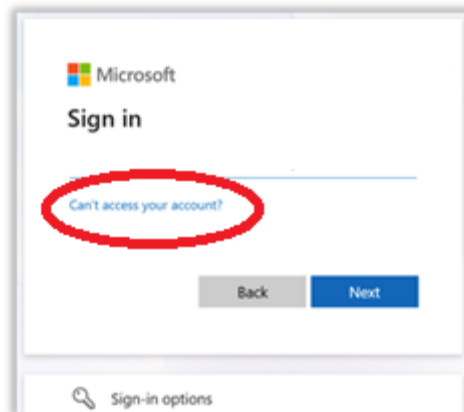 Microsoft
Sign in
Can't access your account?
Back Next
Sign-in options